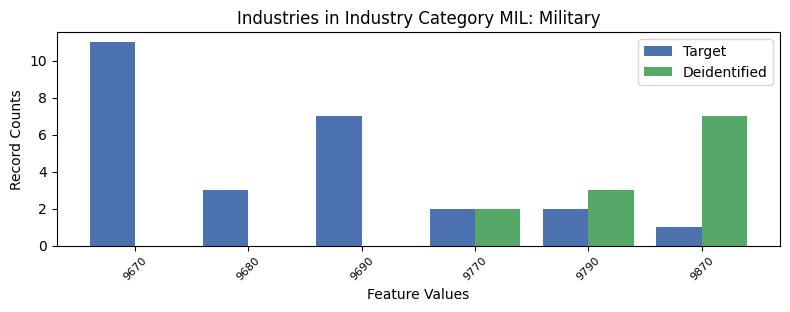 Industries in Industry Category MIL: Military
Target
Deidentified
Record Counts
10
8
6
4
2
0
9670
9680
9690
9770
9790
9870
Feature Values